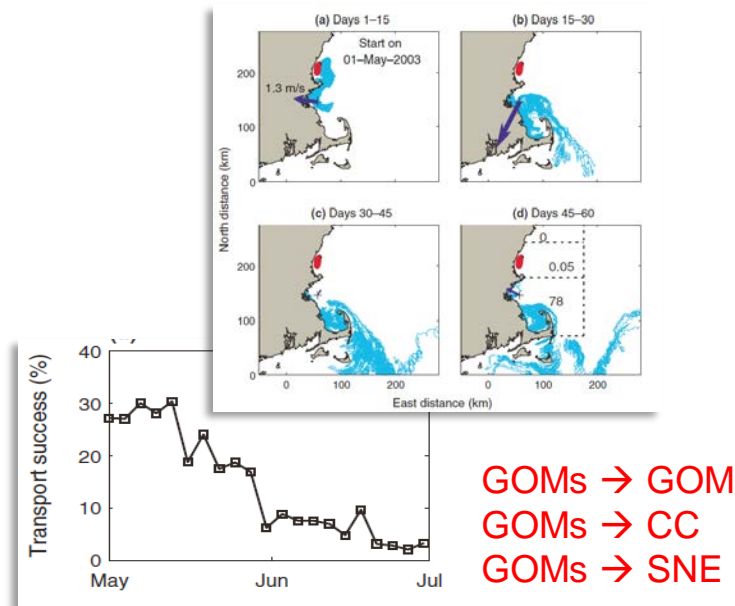 (a) Days 1–15
(b) Days 15–30
Start on
01–May–2003
1.3 m/s
200
100
0
200
100
0
North distance (km)
(c) Days 30–45
(d) Days 45–60
200
100
0
0
0.05
78
0 100 200
0 100 200
East distance (km)
40
30
20
10
0
Transport success (%)
May Jun Jul
GOMs → GOM
GOMs → CC
GOMs → SNE